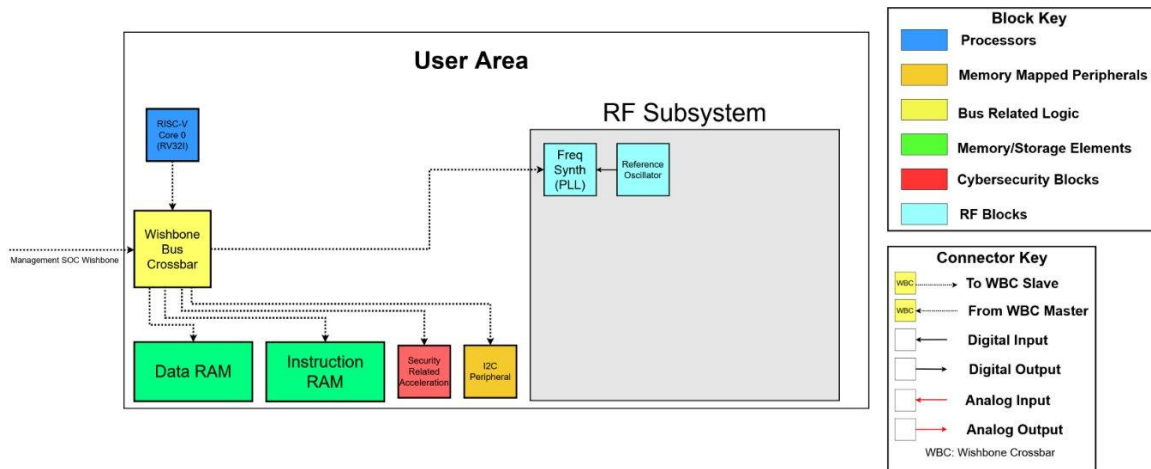 User Area
RISC-V
Core 0
(RV32I)
Wishbone
Bus
Crossbar
Management SOC Wishbone
Data RAM
Instruction
RAM
Security
Related
Acceleration
I2C
Peripheral
RF Subsystem
Freq
Synth
(PLL)
Reference
Oscillator
Block Key
Processors
Memory Mapped Peripherals
Bus Related Logic
Memory/Storage Elements
Cybersecurity Blocks
RF Blocks
Connector Key
WBC
To WBC Slave
WBC
From WBC Master
Digital Input
Digital Output
Analog Input
Analog Output
WBC: Wishbone Crossbar